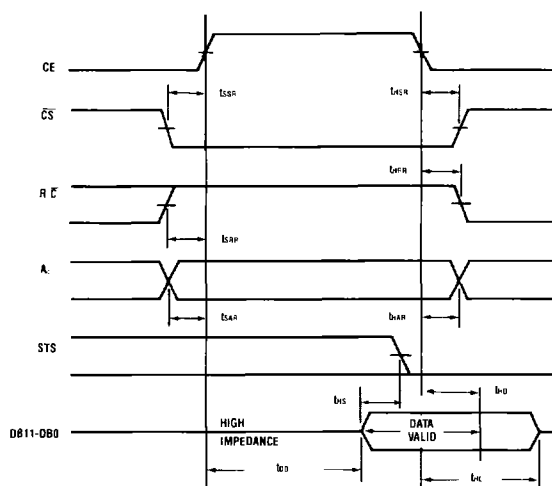 CE
tSSR
tHSR
CS
tHRR
R/C
tSRR
A0
tSAR
tHAR
STS
tHS
tHD
DB11-DB0
HIGH
IMPEDANCE
DATA
VALID
tDD
tHL